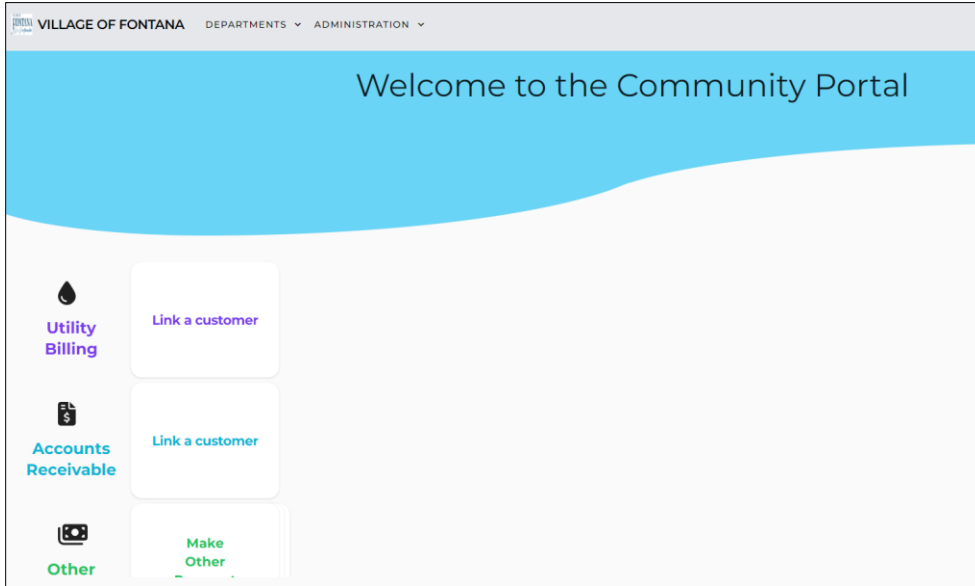 VILLAGE OF FONTANA DEPARTMENTS ADMINISTRATION
Welcome to the Community Portal
Utility
Billing
Link a customer
Accounts
Receivable
Link a customer
Other
Make
Other